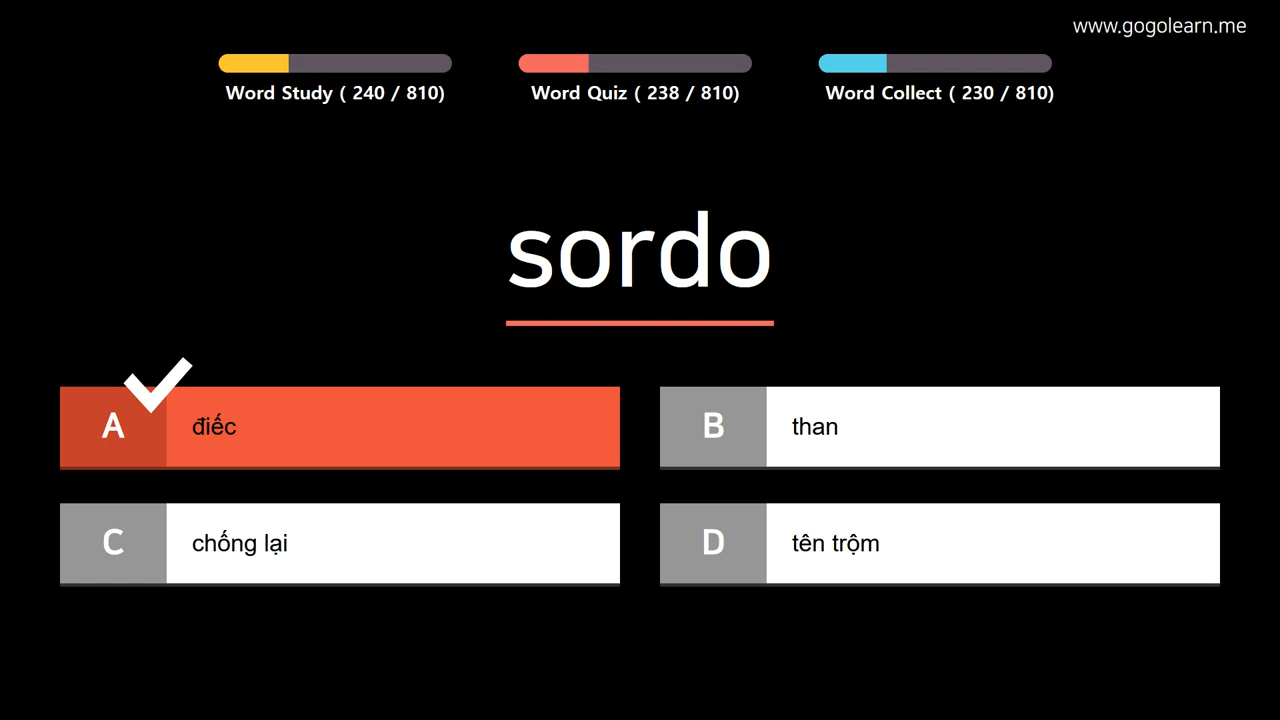 www.gogolearn.me
Word Study ( 240 / 810)
Word Quiz ( 238 / 810)
Word Collect ( 230 / 810)
sordo
A
điếc
B
than
C
chống lại
D
tên trộm